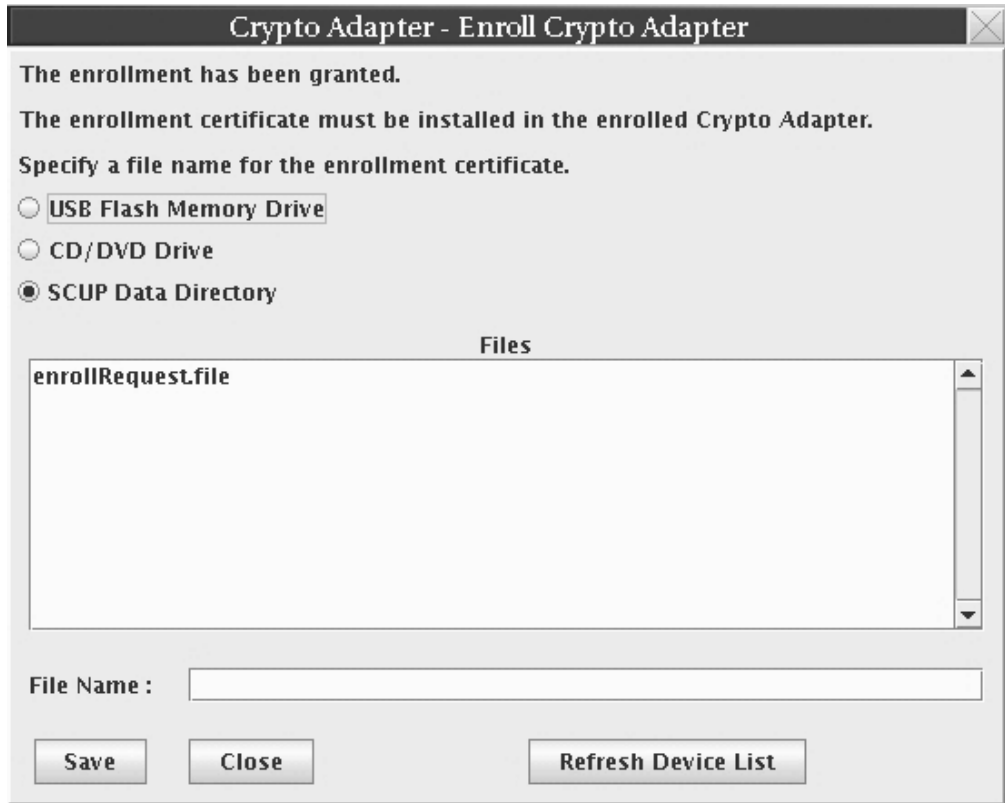 Crypto Adapter - Enroll Crypto Adapter
The enrollment has been granted.
The enrollment certificate must be installed in the enrolled Crypto Adapter.
Specify a file name for the enrollment certificate.
USB Flash Memory Drive
CD/DVD Drive
SCUP Data Directory
Files
enrollRequest.file
File Name :
Save Close Refresh Device List